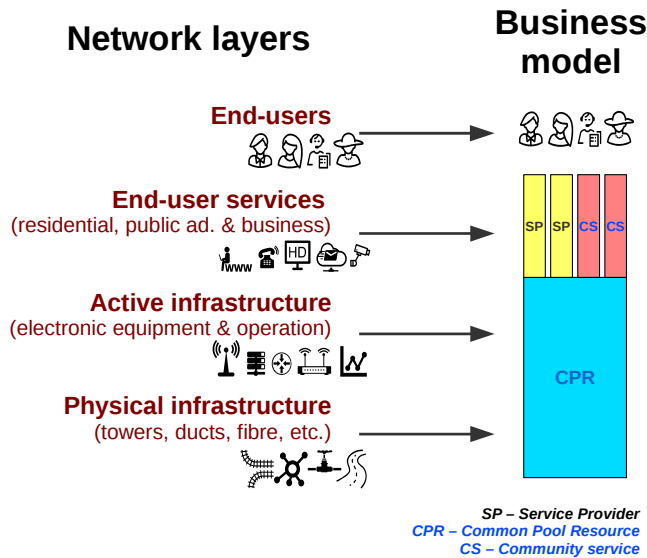 Network layers
Business
model
End-users
End-user services
(residential, public ad. & business)
www
HD
SP
SP
CS
CS
Active infrastructure
(electronic equipment & operation)
CPR
Physical infrastructure
(towers, ducts, fibre, etc.)
SP – Service Provider
CPR – Common Pool Resource
CS – Community service